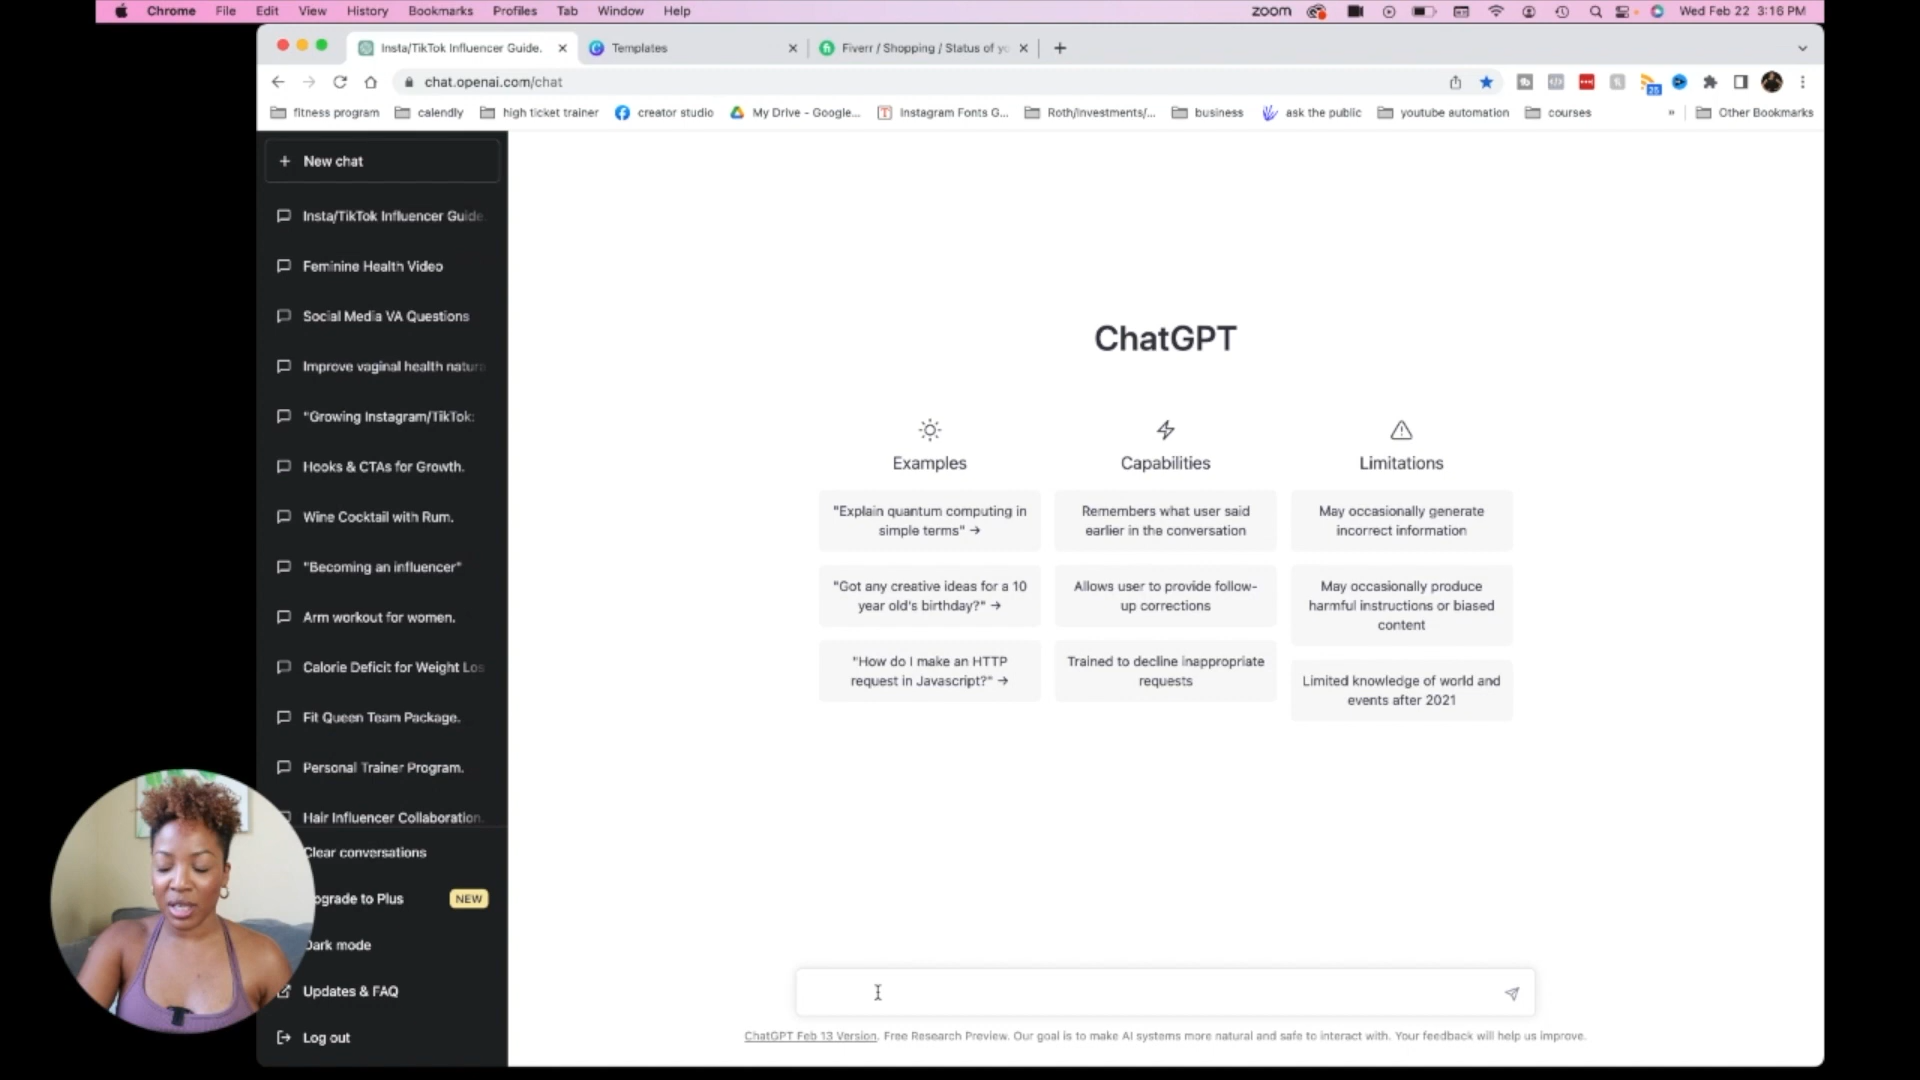 Chrome File Edit View History Bookmarks Profiles Tab Window Help zoom Wed Feb 22 3:16 PM
Insta/TikTok Influencer Guide. Templates Fiverr / Shopping / Status of
chat.openai.com/chat
fitness program calendly high ticket trainer creator studio My Drive - Google... Instagram Fonts G... Roth/Investments/... business ask the public youtube automation courses » Other Bookmarks
25
+ New chat
Insta/TikTok Influencer Guide
Feminine Health Video
Social Media VA Questions
Improve vaginal health
"Growing Instagram/TikTok:
Hooks & CTAs for Growth.
Wine Cocktail with Rum.
"Becoming an influencer"
Arm workout for women.
Calorie Deficit for Weight
Fit Queen Team Package.
Personal Trainer Program.
Hair Influencer Collaboration.
Clear conversations
to Plus NEW
Dark mode
Updates & FAQ
Log out
ChatGPT
Examples
"Explain quantum computing in
simple terms" →
"Got any creative ideas for a 10
year old's birthday?" →
"How do I make an HTTP
request in Javascript?" →
Capabilities
Remembers what user said
earlier in the conversation
Allows user to provide follow-
up corrections
Trained to decline inappropriate
requests
Limitations
May occasionally generate
incorrect information
May occasionally produce
harmful instructions or biased
content
Limited knowledge of world and
events after 2021
ChatGPT Feb 13 Version. Free Research Preview. Our goal is to make AI systems more natural and safe to interact with. Your feedback will help us improve.